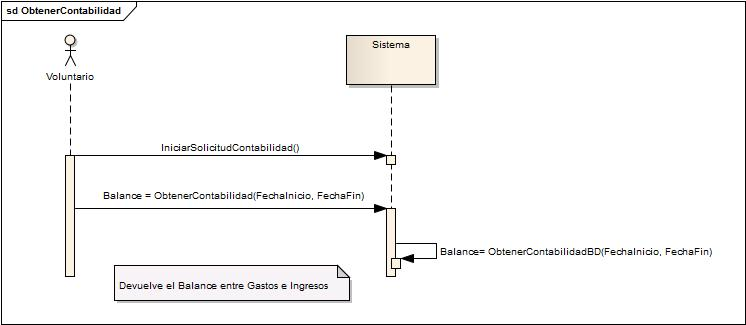 sd ObtenerContabilidad
Voluntario
Sistema
IniciarSolicitudContabilidad()
Balance = ObtenerContabilidad(FechaInicio, FechaFin)
Balance= ObtenerContabilidadBD(FechaInicio, FechaFin)
Devuelve el Balance entre Gastos e Ingresos